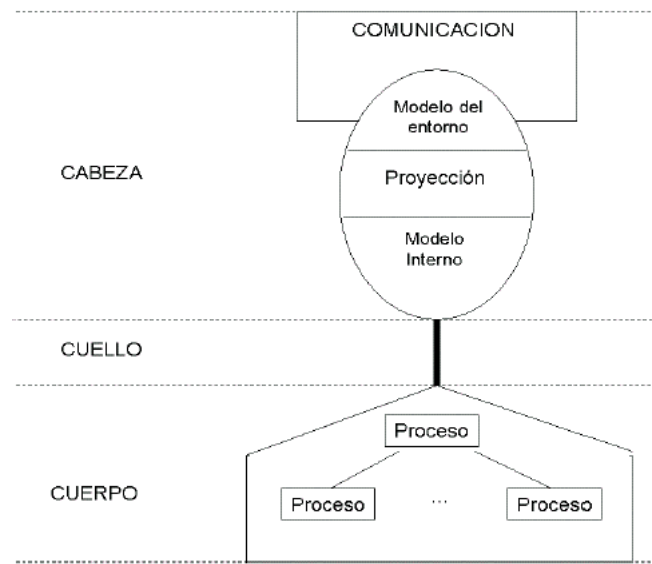 COMUNICACION
Modelo del
entorno
CABEZA
Proyección
Modelo
Interno
CUELLO
Proceso
CUERPO
Proceso
...
Proceso